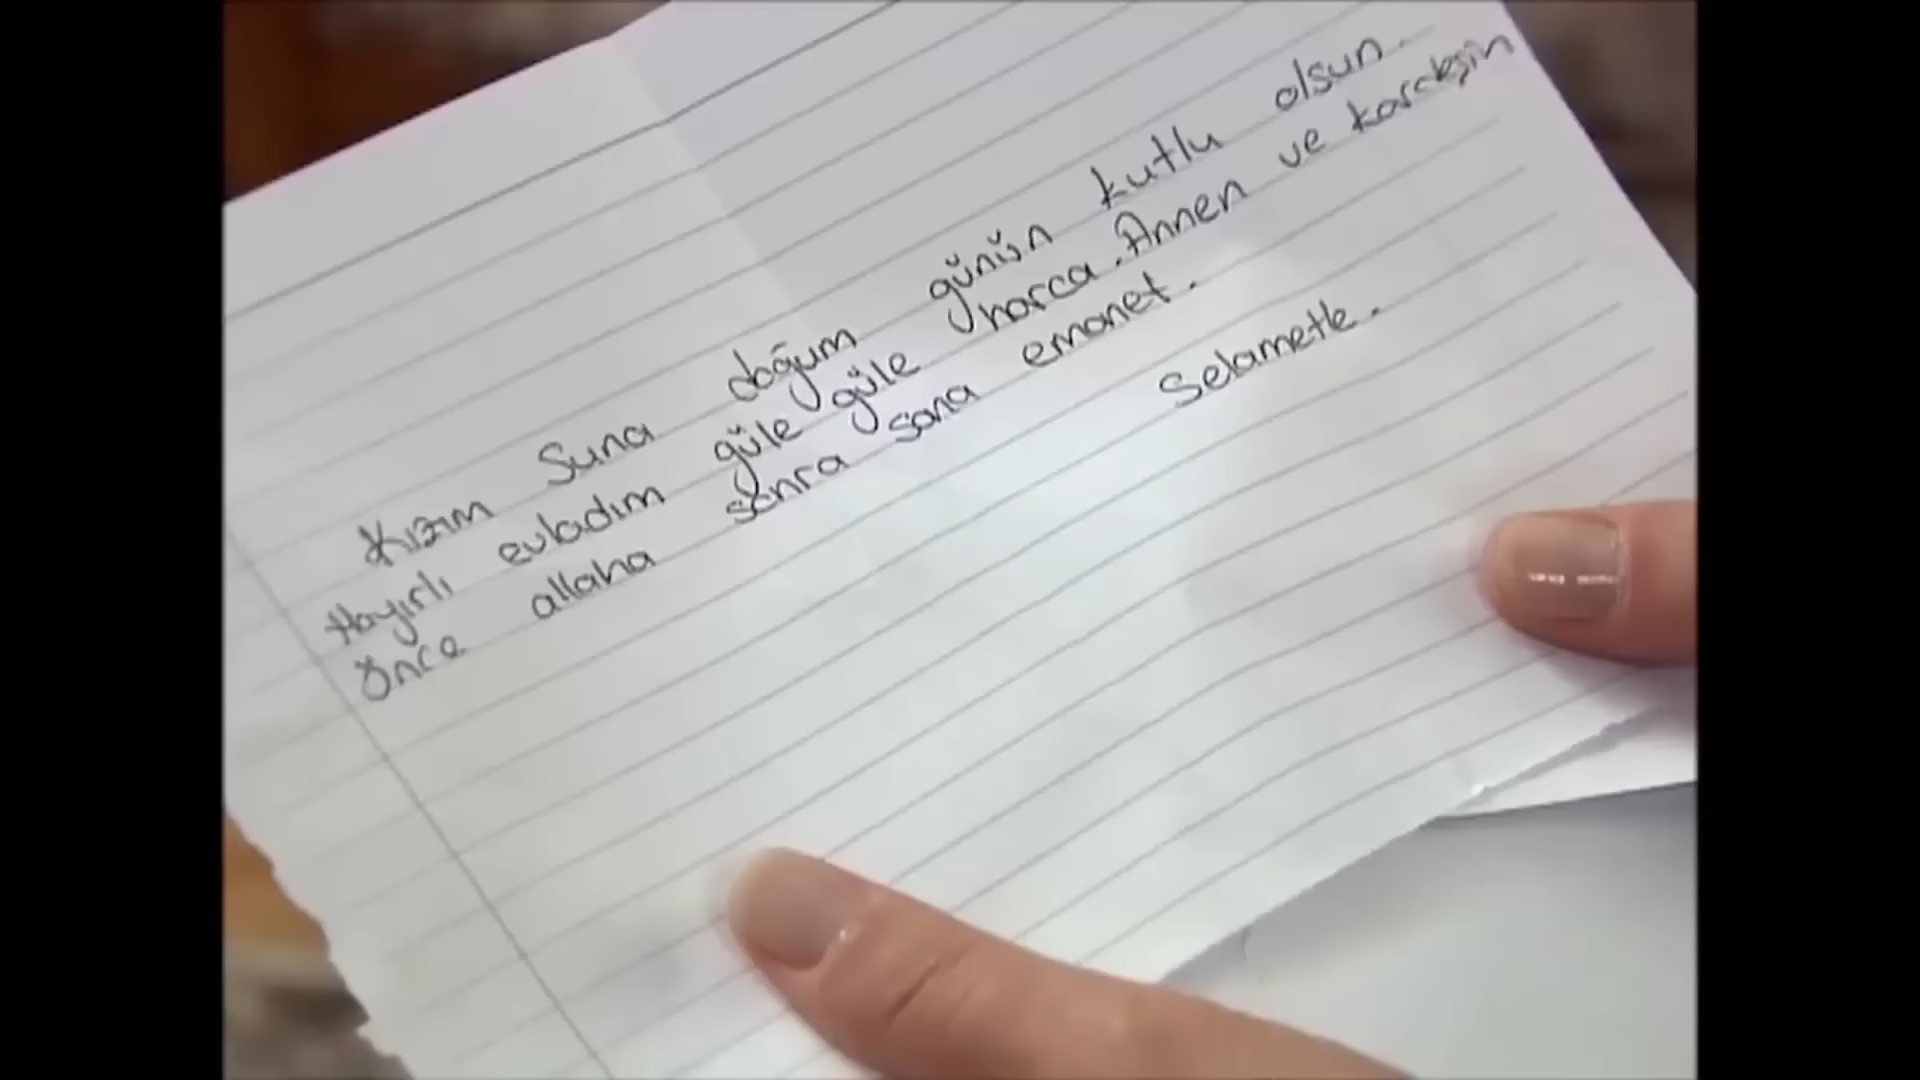 Kızım Suna doğum günün kutlu olsun.
Hayırlı evladım güle güle harca. Annen ve kardeşin
önce allaha sonra sana emanet.
Selametle.